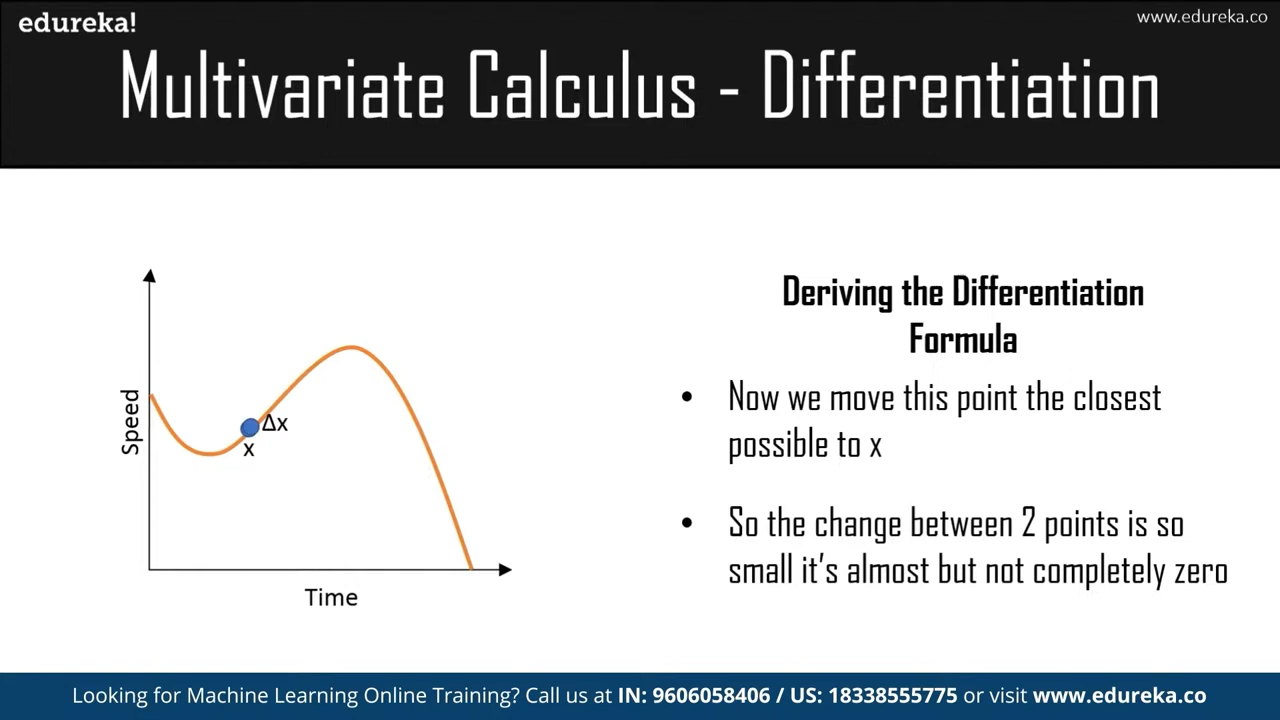 edureka!
www.edureka.co
Multivariate Calculus - Differentiation
Deriving the Differentiation
Formula
• Now we move this point the closest
possible to x
• So the change between 2 points is so
small it's almost but not completely zero
Speed
Δx
x
Time
Looking for Machine Learning Online Training? Call us at IN: 9606058406 / US: 18338555775 or visit www.edureka.co